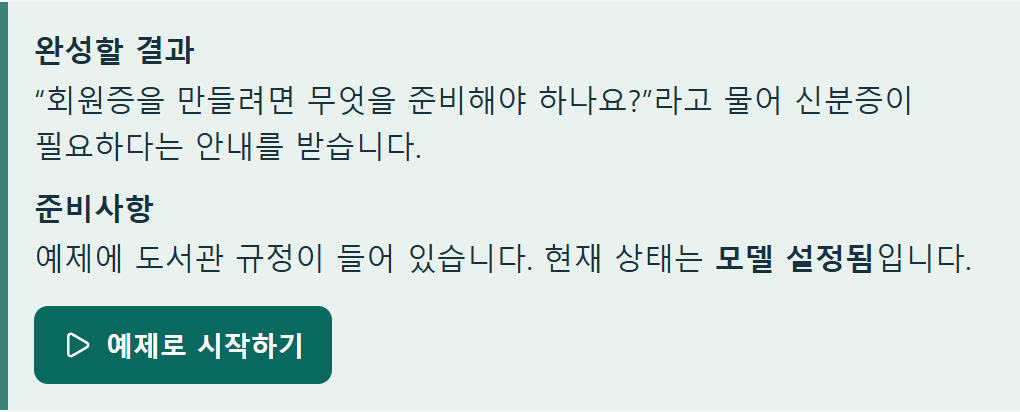 완성할 결과
“회원증을 만들려면 무엇을 준비해야 하나요?”라고 물어 신분증이
필요하다는 안내를 받습니다.
준비사항
예제에 도서관 규정이 들어 있습니다. 현재 상태는 모델 설정됨입니다.
예제로 시작하기